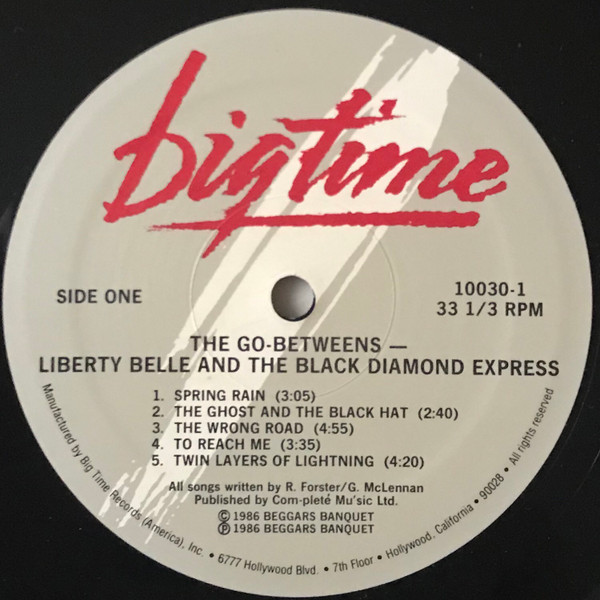 bigtime
SIDE ONE
10030-1
33 1/3 RPM
THE GO-BETWEENS —
LIBERTY BELLE AND THE BLACK DIAMOND EXPRESS
1. SPRING RAIN (3:05)
2. THE GHOST AND THE BLACK HAT (2:40)
3. THE WRONG ROAD (4:55)
4. TO REACH ME (3:35)
5. TWIN LAYERS OF LIGHTNING (4:20)
All songs written by R. Forster/G. McLennan
Published by Com-pleté Mu'sic Ltd.
© 1986 BEGGARS BANQUET
℗ 1986 BEGGARS BANQUET
Manufactured by Big Time Records (America), Inc. • 6777 Hollywood Blvd. • 7th Floor • Hollywood, California • 90028 • All rights reserved